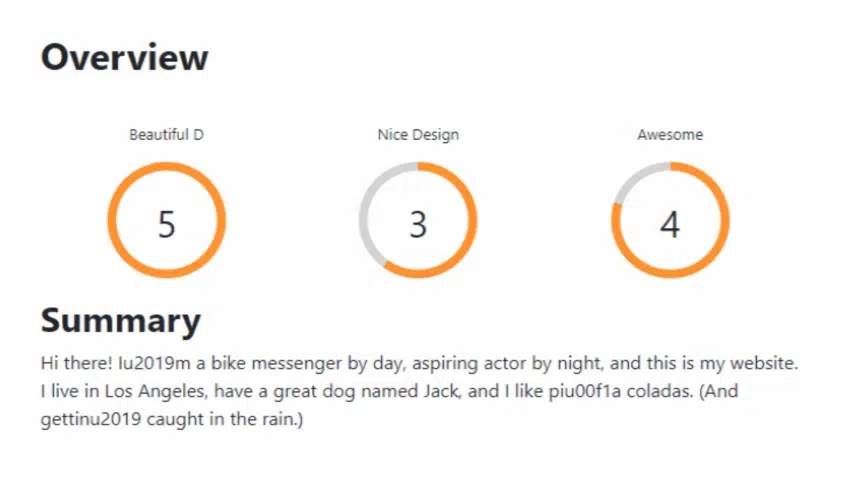 Overview
Beautiful D Nice Design Awesome
5 3 4
Summary
Hi there! Iu2019m a bike messenger by day, aspiring actor by night, and this is my website.
I live in Los Angeles, have a great dog named Jack, and I like piu00f1a coladas. (And
gettinu2019 caught in the rain.)